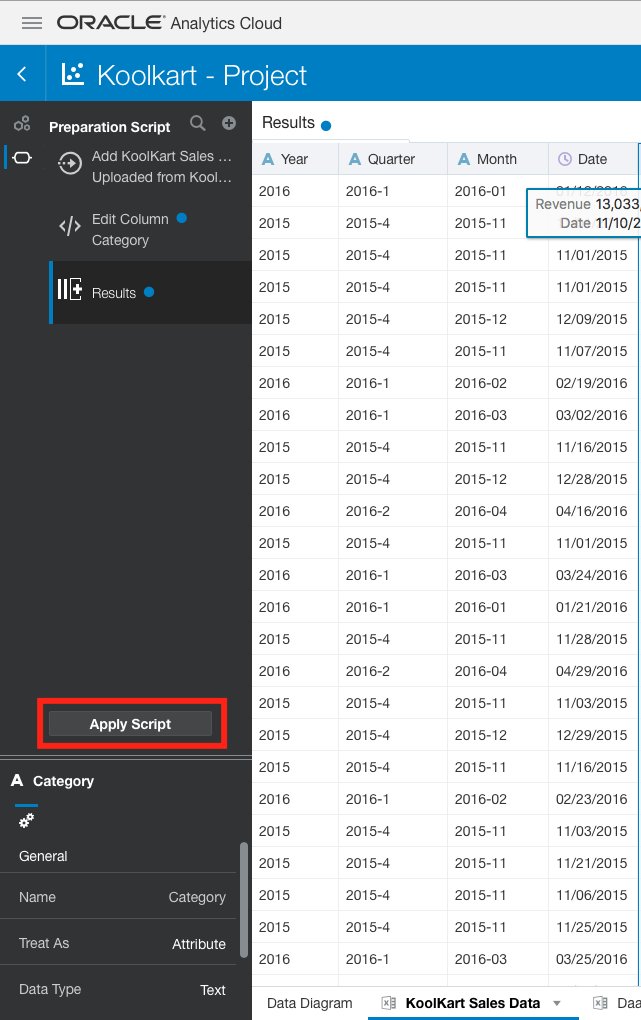 ORACLE Analytics Cloud
Koolkart - Project
Preparation Script
Add KoolKart Sales ...
Uploaded from Kool...
Edit Column
Category
Results
Apply Script
A Category
General
Name Category
Treat As Attribute
Data Type Text
Results
A Year A Quarter A Month Date
2016 2016-1 2016-01 01/12/2016
2015 2015-4 2015-11
Revenue 13,033,
Date 11/10/2
2015 2015-4 2015-11 11/01/2015
2015 2015-4 2015-11 11/01/2015
2015 2015-4 2015-12 12/09/2015
2015 2015-4 2015-11 11/07/2015
2016 2016-1 2016-02 02/19/2016
2016 2016-1 2016-03 03/02/2016
2015 2015-4 2015-11 11/16/2015
2015 2015-4 2015-12 12/28/2015
2016 2016-2 2016-04 04/16/2016
2015 2015-4 2015-11 11/01/2015
2016 2016-1 2016-03 03/24/2016
2016 2016-1 2016-01 01/21/2016
2015 2015-4 2015-11 11/28/2015
2016 2016-2 2016-04 04/29/2016
2015 2015-4 2015-11 11/03/2015
2015 2015-4 2015-12 12/29/2015
2015 2015-4 2015-11 11/16/2015
2016 2016-1 2016-02 02/23/2016
2015 2015-4 2015-11 11/03/2015
2015 2015-4 2015-11 11/21/2015
2015 2015-4 2015-11 11/06/2015
2015 2015-4 2015-11 11/25/2015
2016 2016-1 2016-03 03/25/2016
Data Diagram KoolKart Sales Data Daa